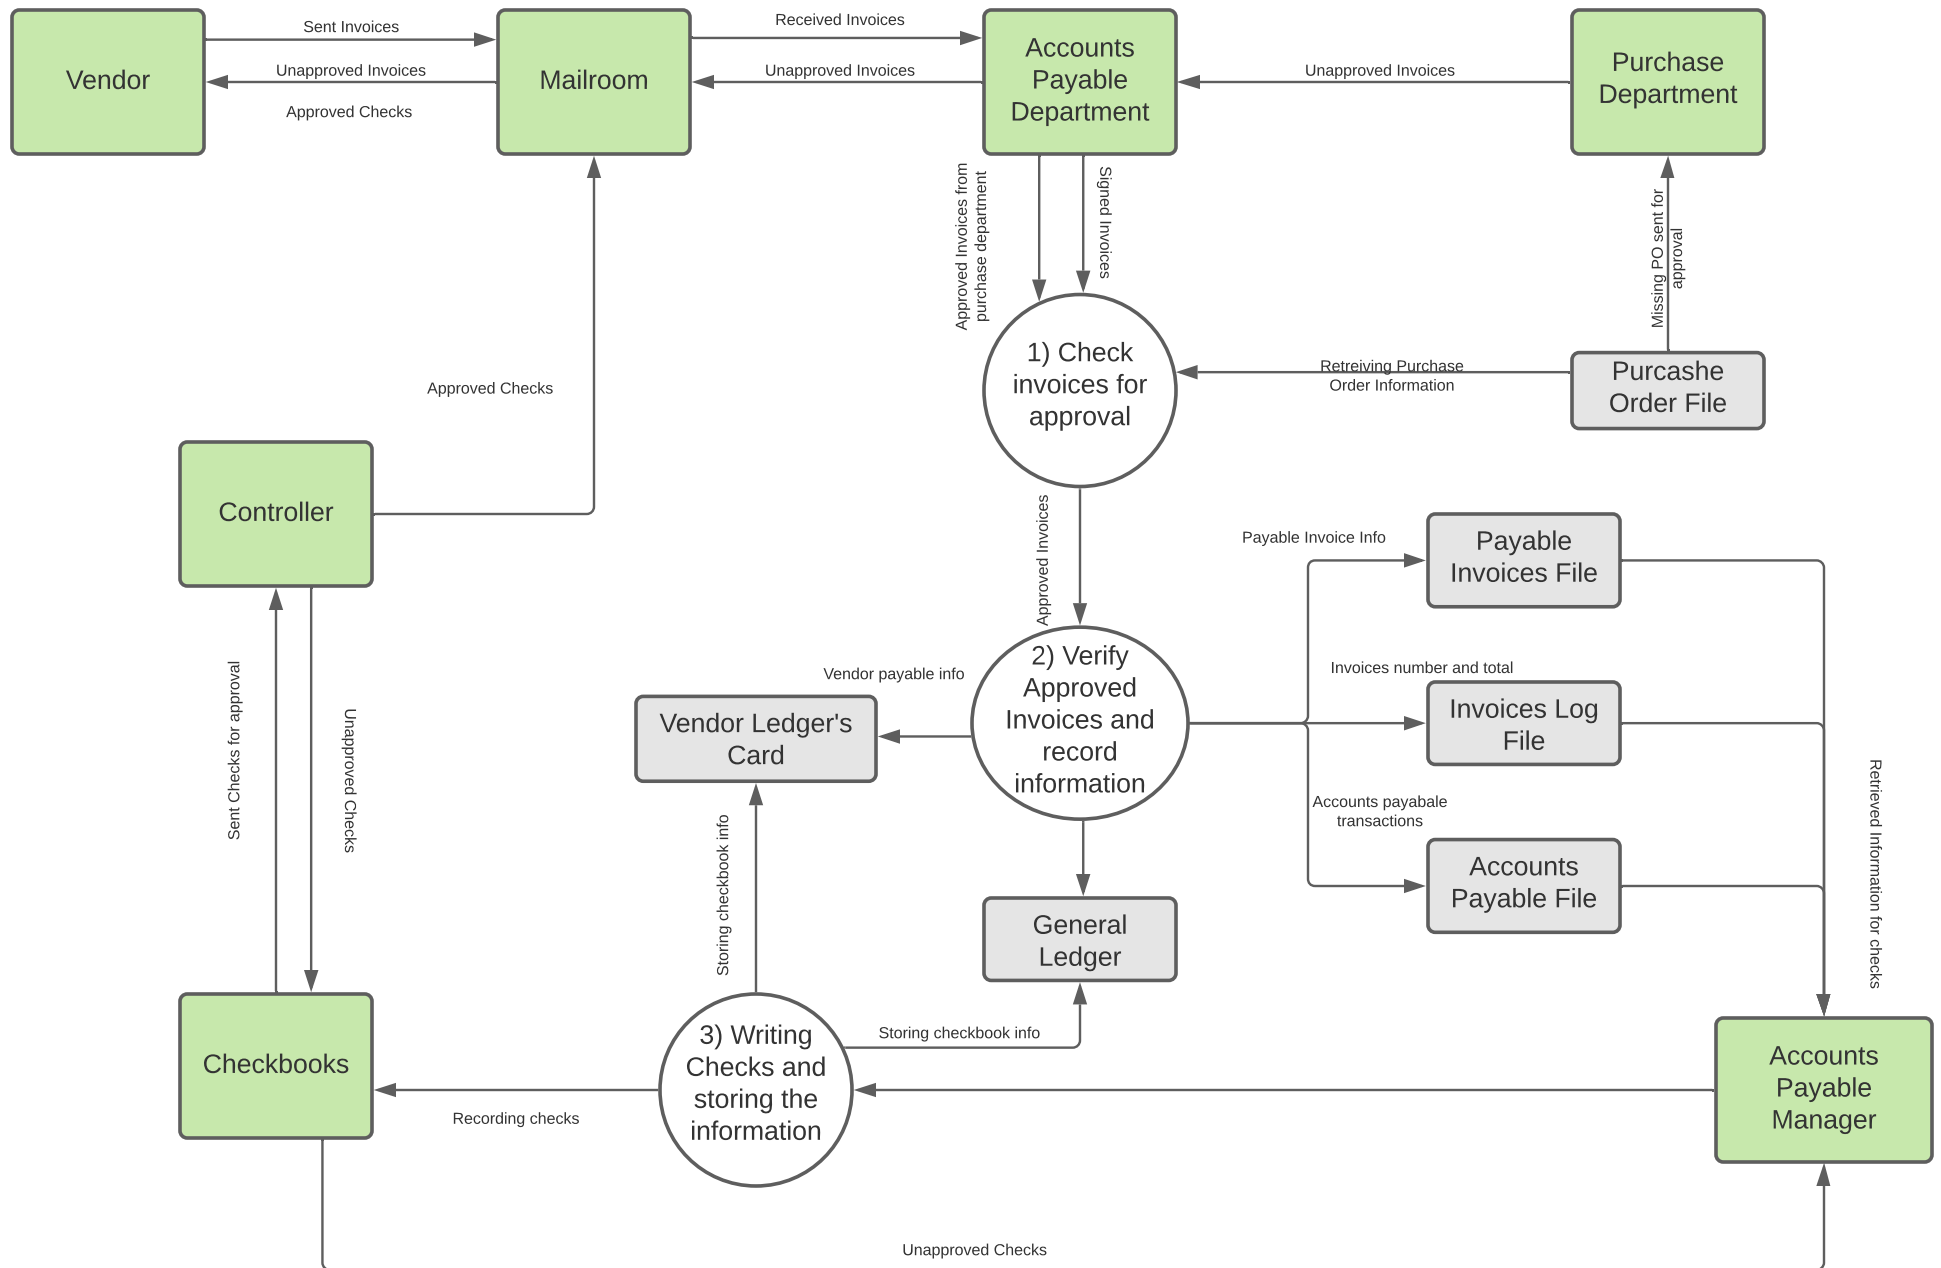 Sent Invoices
Received Invoices
Vendor
Mailroom
Accounts
Payable
Department
Purchase
Department
Unapproved Invoices
Unapproved Invoices
Unapproved Invoices
Approved Checks
Approved Invoices from
purchase department
Signed Invoices
Missing PO sent for
approval
1) Check
invoices for
approval
Retreiving Purchase
Order Information
Purcashe
Order File
Approved Checks
Controller
Approved Invoices
Payable Invoice Info
Payable
Invoices File
Sent Checks for approval
Unapproved Checks
Vendor payable info
Vendor Ledger's
Card
2) Verify
Approved
Invoices and
record
information
Invoices number and total
Invoices Log
File
Accounts payabale
transactions
Accounts
Payable File
Retrieved Information for checks
Storing checkbook info
General
Ledger
Checkbooks
3) Writing
Checks and
storing the
information
Storing checkbook info
Recording checks
Accounts
Payable
Manager
Unapproved Checks